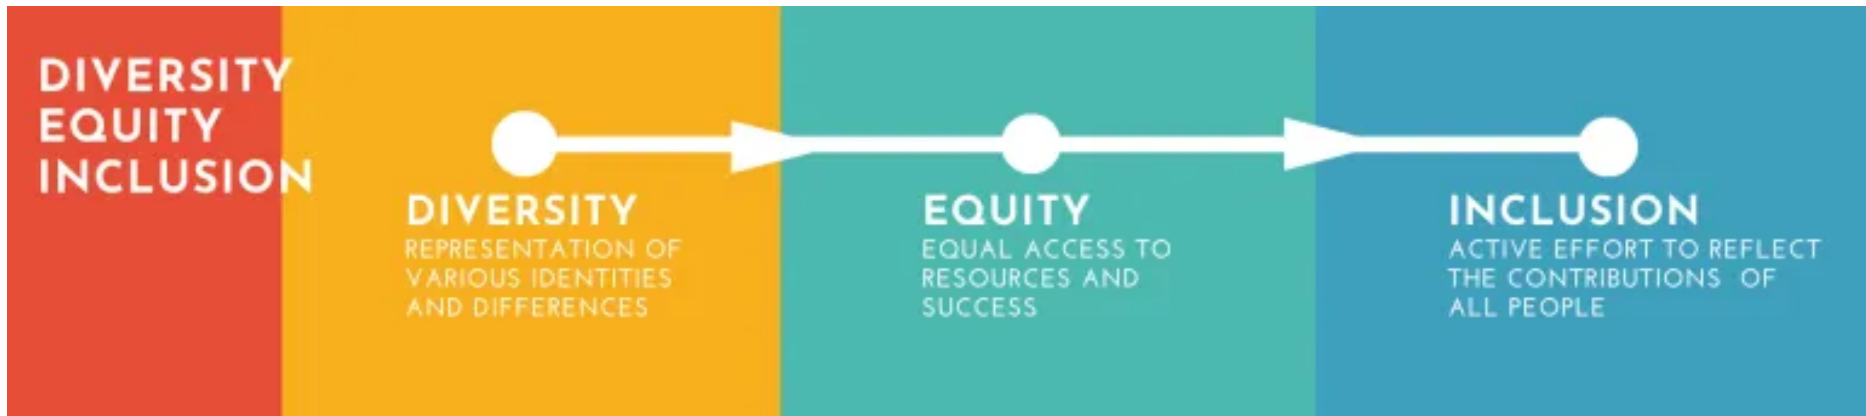 DIVERSITY
EQUITY
INCLUSION
DIVERSITY
REPRESENTATION OF
VARIOUS IDENTITIES
AND DIFFERENCES
EQUITY
EQUAL ACCESS TO
RESOURCES AND
SUCCESS
INCLUSION
ACTIVE EFFORT TO REFLECT
THE CONTRIBUTIONS OF
ALL PEOPLE